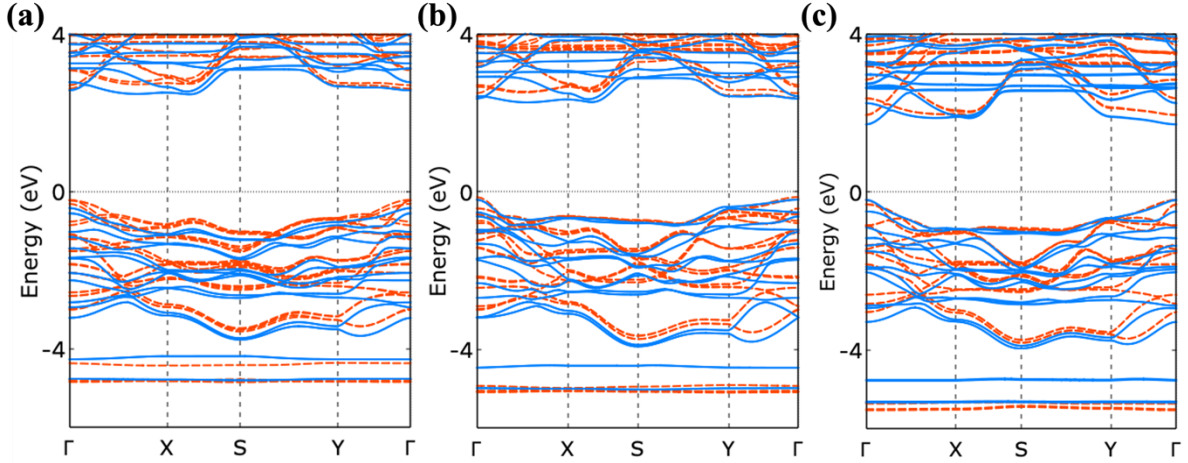 (a) (b) (c)
4 4 4
0 0 0
-4 -4 -4
Energy (eV) Energy (eV) Energy (eV)
Γ X S Y Γ Γ X S Y Γ Γ X S Y Γ